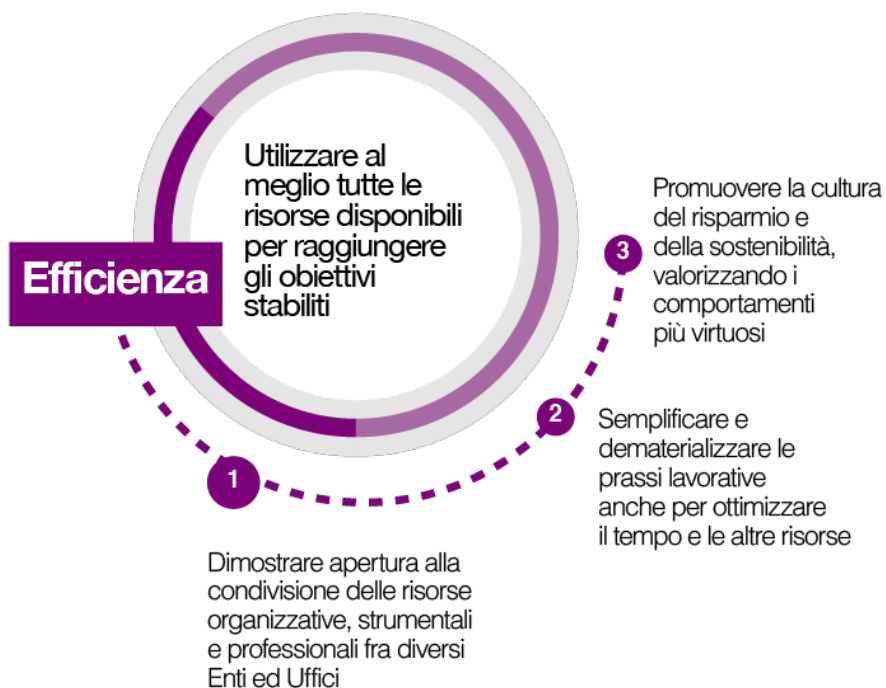 Efficienza
Utilizzare al
meglio tutte le
risorse disponibili
per raggiungere
gli obiettivi
stabiliti
1
Dimostrare apertura alla
condivisione delle risorse
organizzative, strumentali
e professionali fra diversi
Enti ed Uffici
2
Semplificare e
dematerializzare le
prassi lavorative
anche per ottimizzare
il tempo e le altre risorse
3
Promuovere la cultura
del risparmio e
della sostenibilità,
valorizzando i
comportamenti
più virtuosi